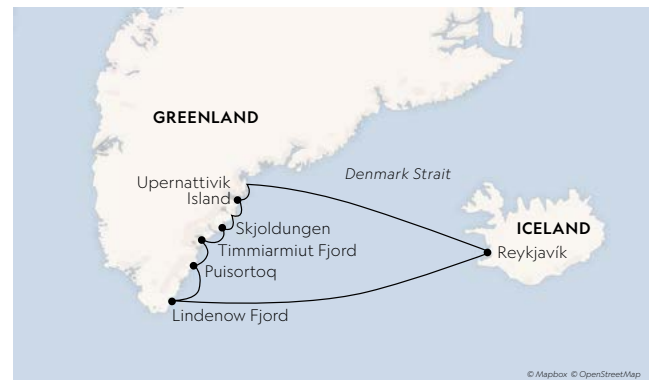 GREENLAND
Denmark Strait
Upernattivik
Island
Skjoldungen
ICELAND
Timmiarmiut Fjord
Reykjavík
Puisortoq
Lindenow Fjord
© Mapbox © OpenStreetMap